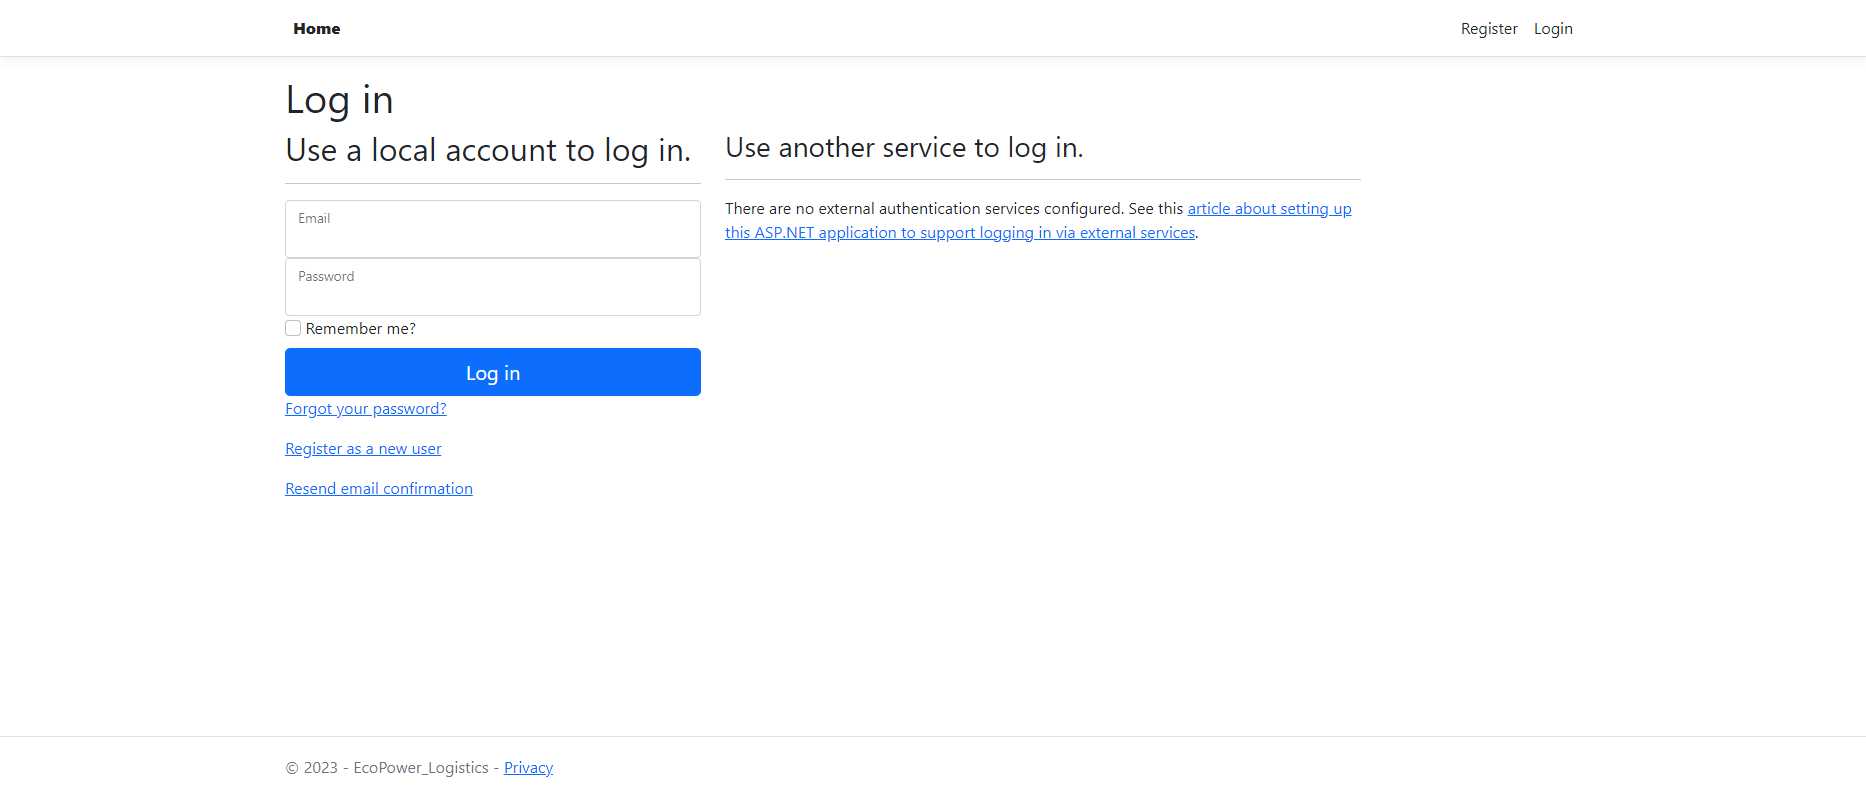 Home
Register
Login
Log in
Use a local account to log in.
Email
Password
Remember me?
Log in
Forgot your password?
Register as a new user
Resend email confirmation
Use another service to log in.
There are no external authentication services configured. See this article about setting up
this ASP.NET application to support logging in via external services.
© 2023 - EcoPower_Logistics - Privacy